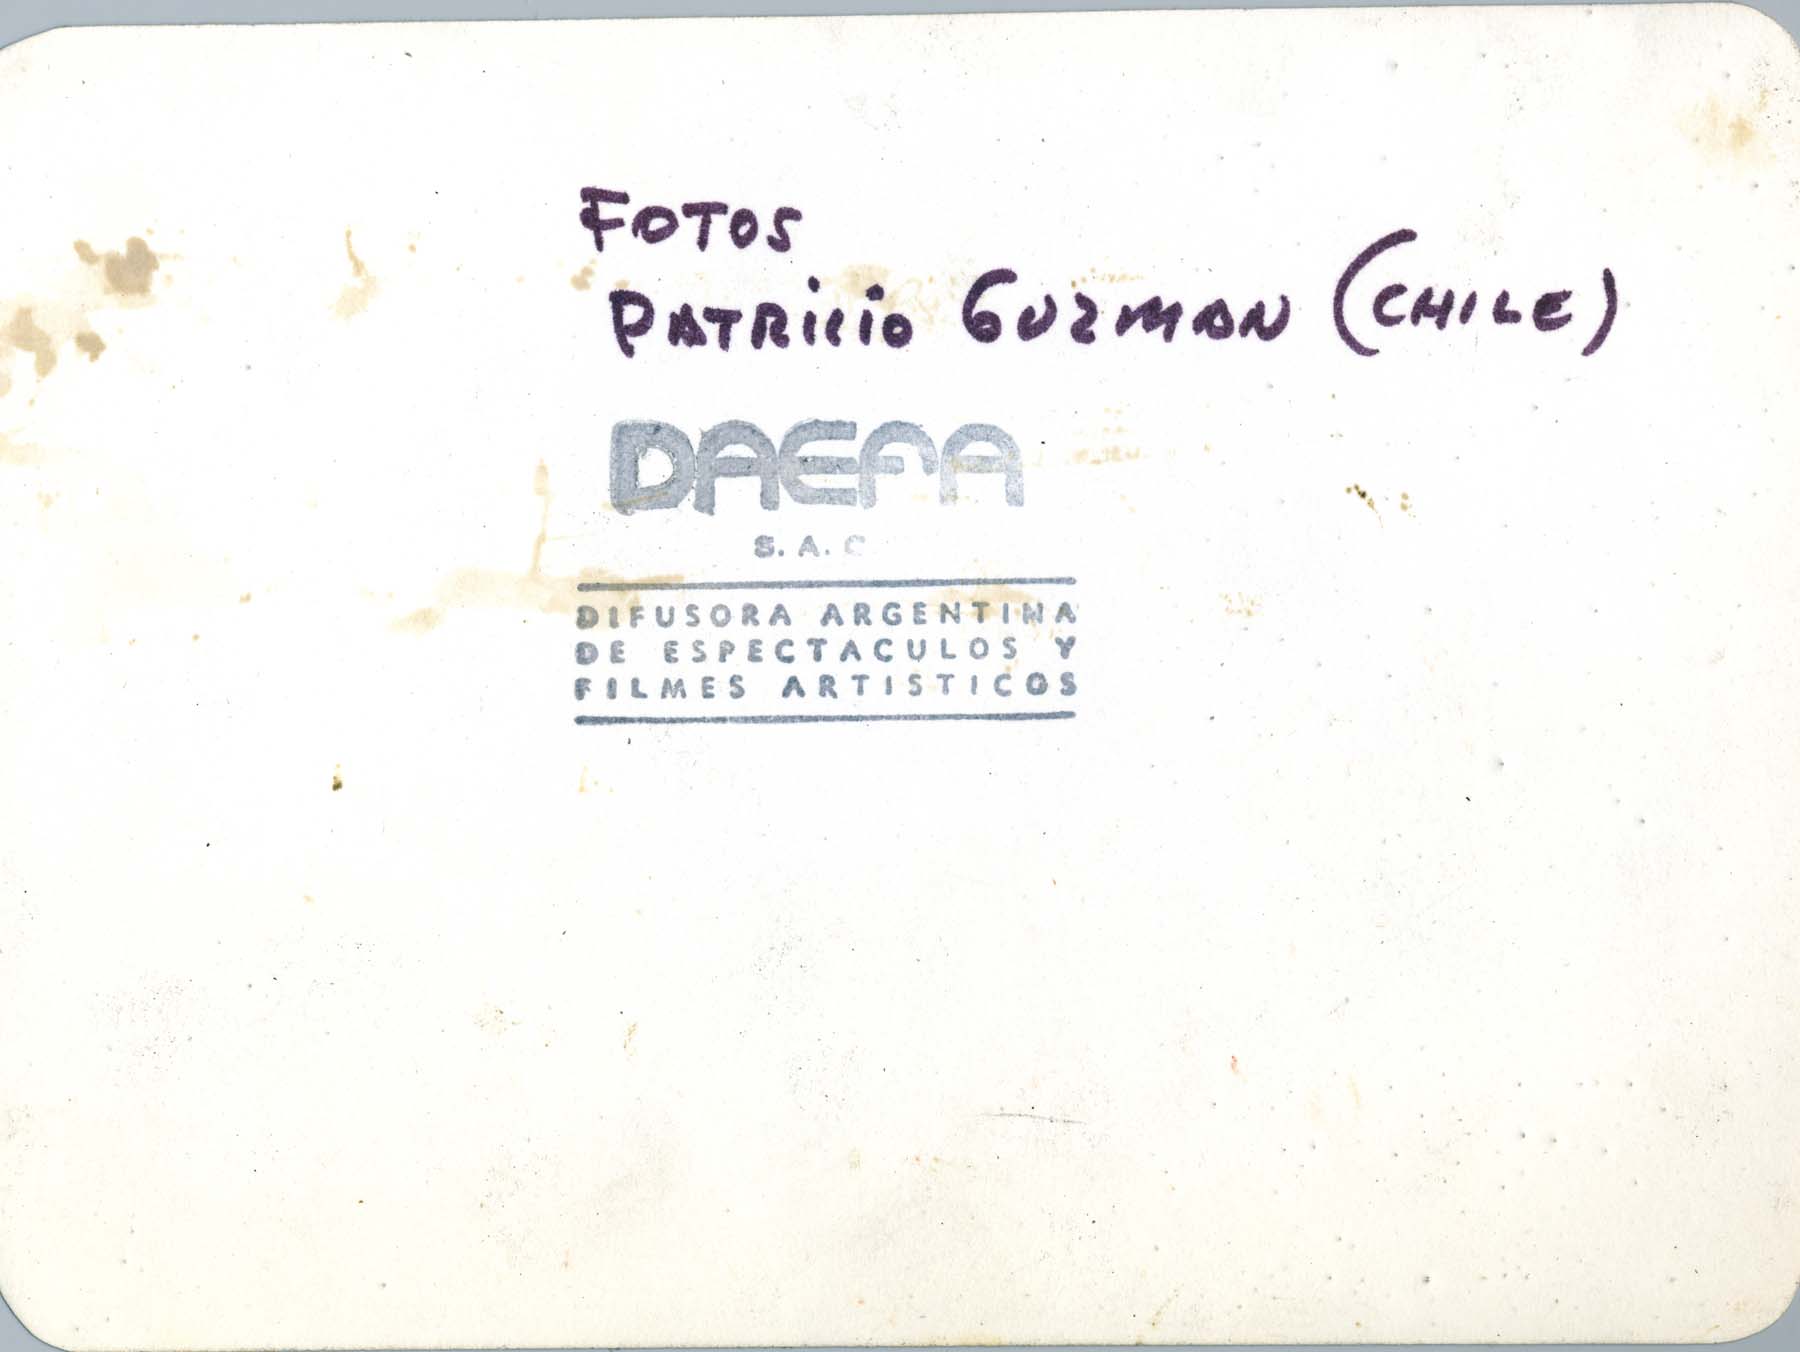 FOTOS
PATRICIO GUZMAN (CHILE)
DAEFA
S. A. C
DIFUSORA ARGENTINA
DE ESPECTACULOS Y
FILMES ARTISTICOS